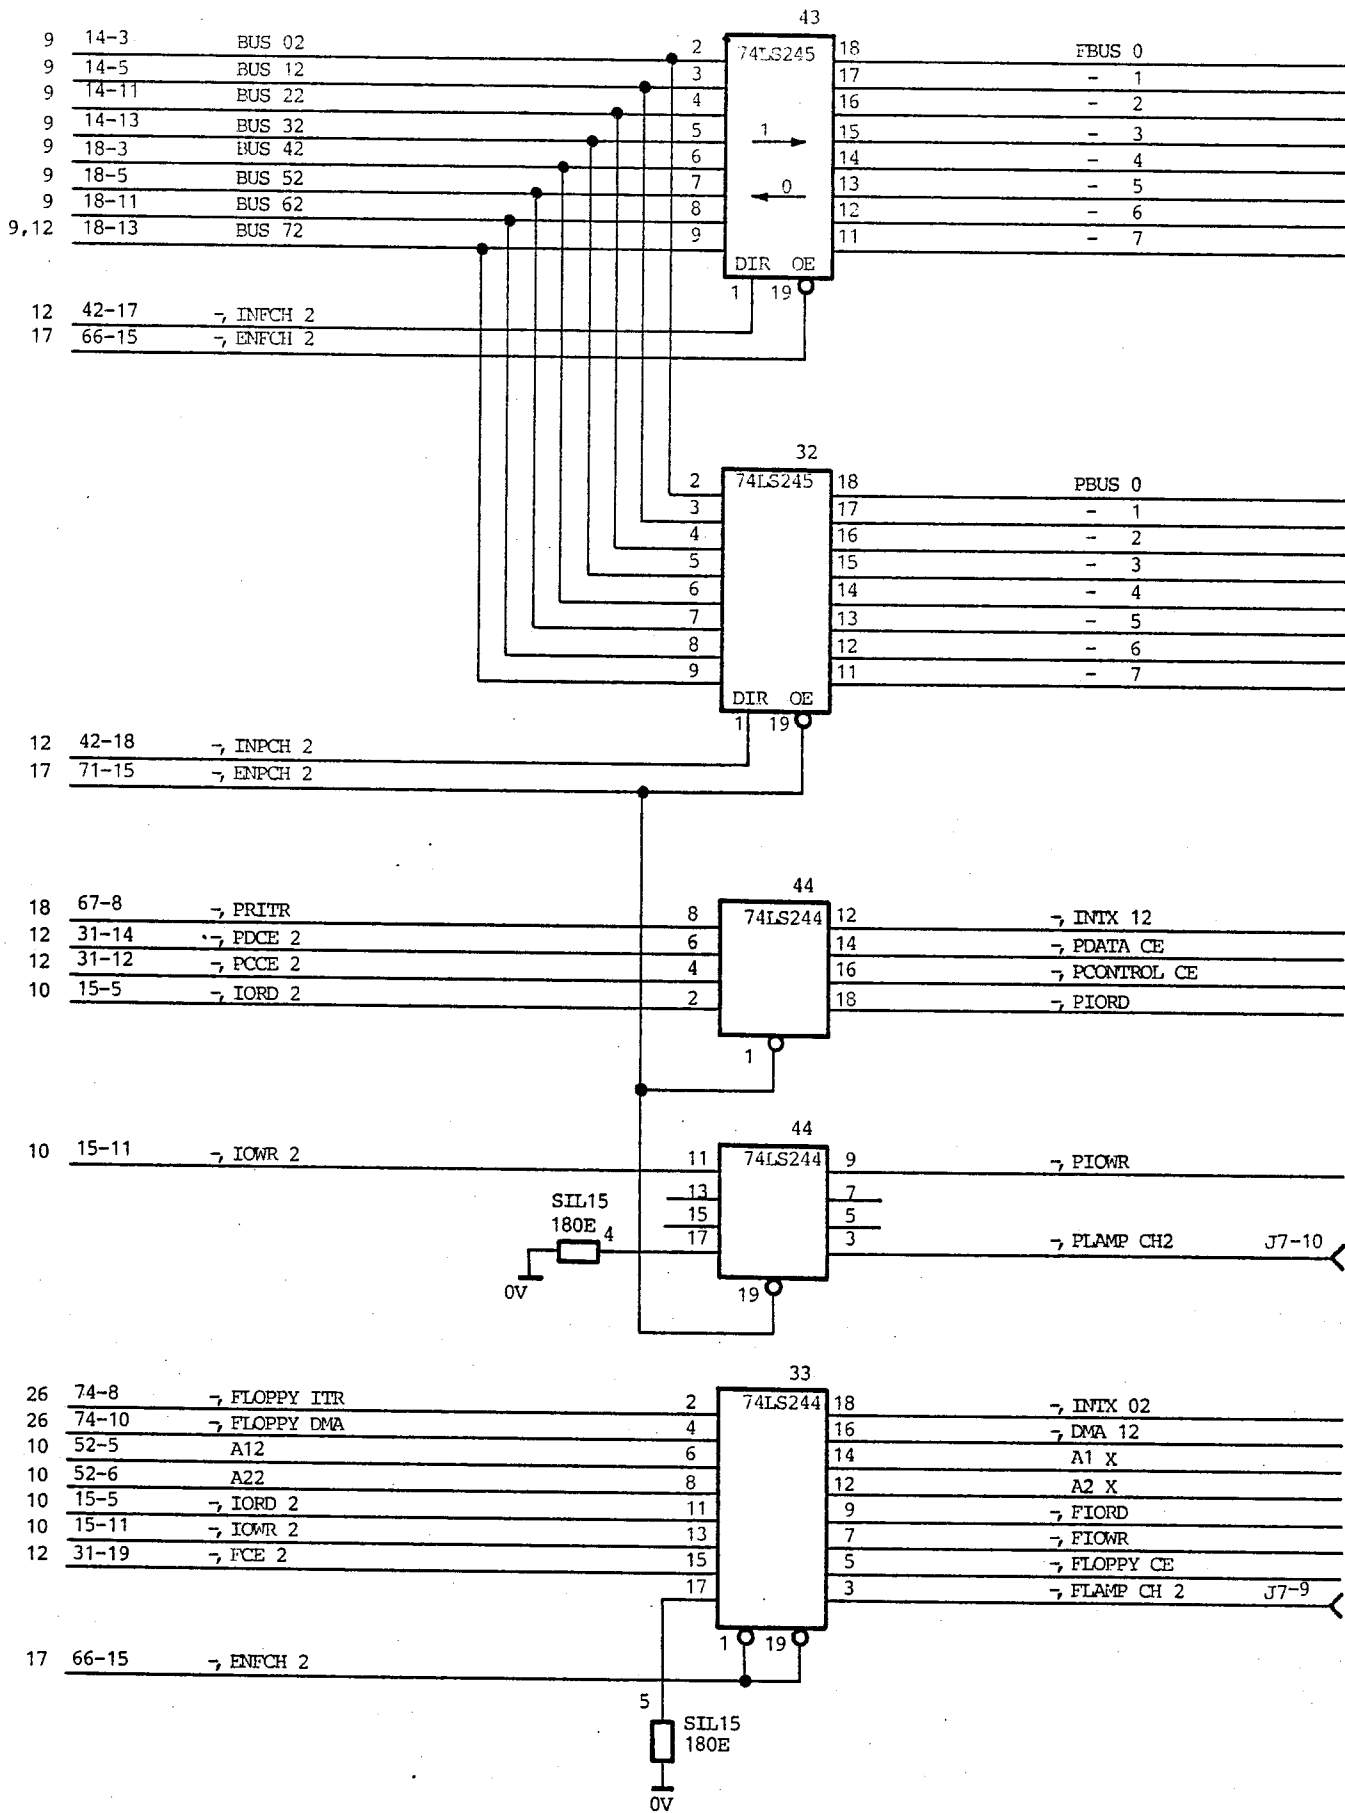 43
9 14-3 BUS 02 2 74LS245 18 FBUS 0
9 14-5 BUS 12 3 17 - 1
9 14-11 BUS 22 4 16 - 2
9 14-13 BUS 32 5 1 15 - 3
9 18-3 BUS 42 6 14 - 4
9 18-5 BUS 52 7 0 13 - 5
9 18-11 BUS 62 8 12 - 6
9,12 18-13 BUS 72 9 11 - 7
DIR OE
1 19
12 42-17 ¬, INFCH 2
17 66-15 ¬, ENFCH 2
32
2 74LS245 18 PBUS 0
3 17 - 1
4 16 - 2
5 15 - 3
6 14 - 4
7 13 - 5
8 12 - 6
9 11 - 7
DIR OE
1 19
12 42-18 ¬, INPCH 2
17 71-15 ¬, ENPCH 2
44
18 67-8 ¬, PRITR 8 74LS244 12 ¬, INTX 12
12 31-14 ¬, PDCE 2 6 14 ¬, PDATA CE
12 31-12 ¬, PCCE 2 4 16 ¬, PCONTROL CE
10 15-5 ¬, IORD 2 2 18 ¬, PIORD
1
44
10 15-11 ¬, IOWR 2 11 74LS244 9 ¬, PIOWR
13 7
SIL15 15 5
180E 4 17 3 ¬, PLAMP CH2 J7-10
0V 19
33
26 74-8 ¬, FLOPPY ITR 2 74LS244 18 ¬, INTX 02
26 74-10 ¬, FLOPPY DMA 4 16 ¬, DMA 12
10 52-5 A12 6 14 A1 X
10 52-6 A22 8 12 A2 X
10 15-5 ¬, IORD 2 11 9 ¬, FIORD
10 15-11 ¬, IOWR 2 13 7 ¬, FIOWR
12 31-19 ¬, FCE 2 15 5 ¬, FLOPPY CE
17 3 ¬, FLAMP CH 2 J7-9
1 19
17 66-15 ¬, ENFCH 2
5 SIL15
180E
0V